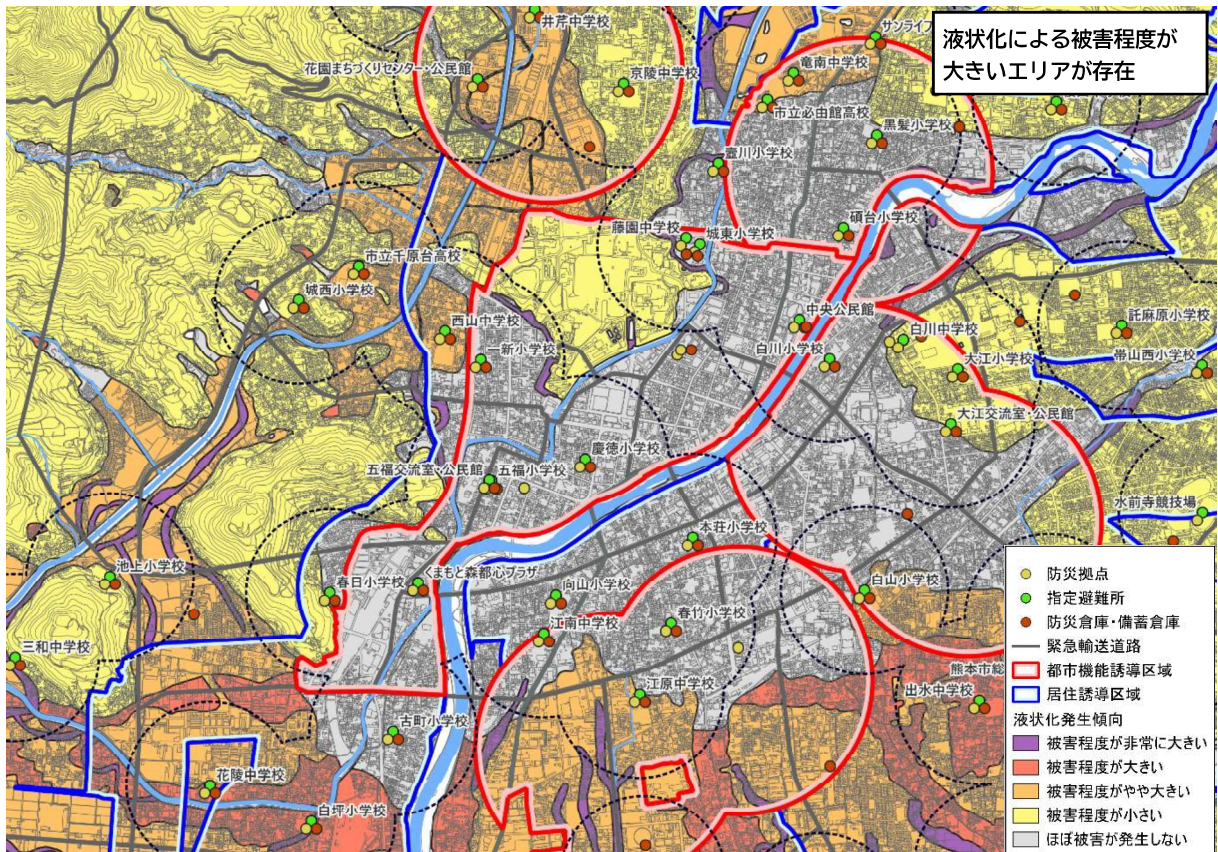 液状化による被害程度が
大きいエリアが存在
井芹中学校
サンライフ
花園まちづくりセンター・公民館
京陵中学校
竜南中学校
市立必由館高校
黒髪小学校
壺川小学校
碩台小学校
藤園中学校
城東小学校
市立千原台高校
城西小学校
中央公民館
託麻原小学校
西山中学校
白川中学校
一新小学校
白川小学校
大江小学校
帯山西小学校
大江交流室・公民館
慶徳小学校
五福交流室・公民館
五福小学校
水前寺競技場
本荘小学校
池上小学校
春日小学校
くまもと森都心プラザ
向山小学校
白山小学校
春竹小学校
江南中学校
三和中学校
熊本市総
江原中学校
出水中学校
古町小学校
花陵中学校
白坪小学校
防災拠点
指定避難所
防災倉庫・備蓄倉庫
緊急輸送道路
都市機能誘導区域
居住誘導区域
液状化発生傾向
被害程度が非常に大きい
被害程度が大きい
被害程度がやや大きい
被害程度が小さい
ほぼ被害が発生しない